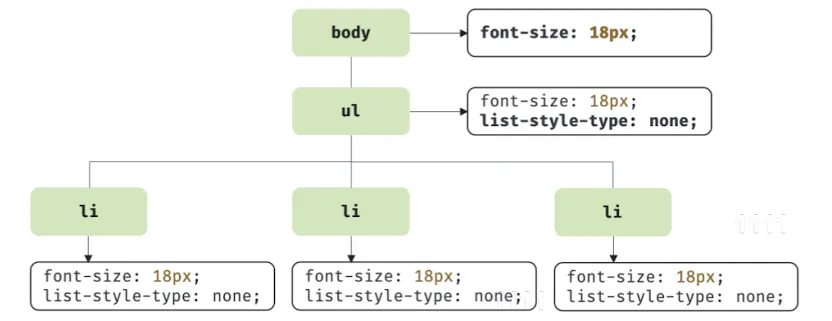 body
font-size: 18px;
ul
font-size: 18px;
list-style-type: none;
li
li
li
font-size: 18px;
list-style-type: none;
font-size: 18px;
list-style-type: none;
font-size: 18px;
list-style-type: none;